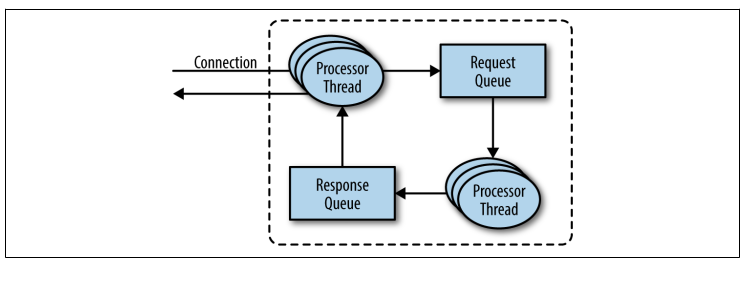 Connection
Processor
Thread
Request
Queue
Response
Queue
Processor
Thread